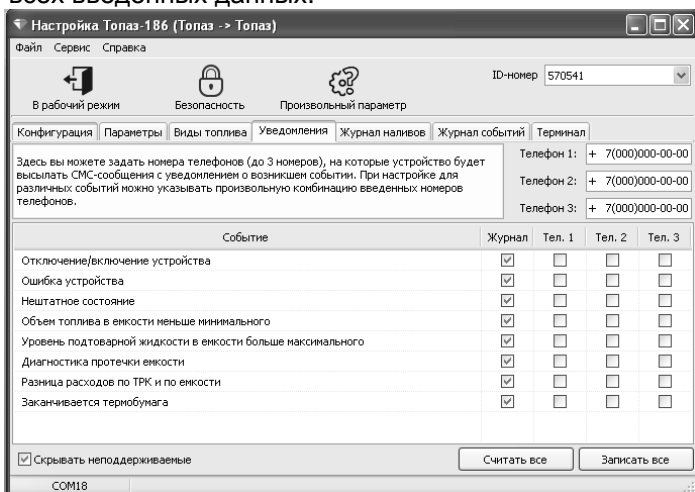 всех введенных данных.
Настройка Топаз-186 (Топаз -> Топаз)
Файл Сервис Справка
В рабочий режим Безопасность Произвольный параметр ID-номер 570541
Конфигурация Параметры Виды топлива Уведомления Журнал наливов Журнал событий Терминал
Здесь вы можете задать номера телефонов (до 3 номеров), на которые устройство будет
высылать СМС-сообщения с уведомлением о возникшем событии. При настройке для
различных событий можно указывать произвольную комбинацию введенных номеров
телефонов.
Телефон 1: + 7(000)000-00-00
Телефон 2: + 7(000)000-00-00
Телефон 3: + 7(000)000-00-00
Событие Журнал Тел. 1 Тел. 2 Тел. 3
Отключение/включение устройства
Ошибка устройства
Нештатное состояние
Объем топлива в емкости меньше минимального
Уровень подтоварной жидкости в емкости больше максимального
Диагностика протечки емкости
Разница расходов по ТРК и по емкости
Заканчивается термобумага
Скрывать неподдерживаемые Считать все Записать все
COM18